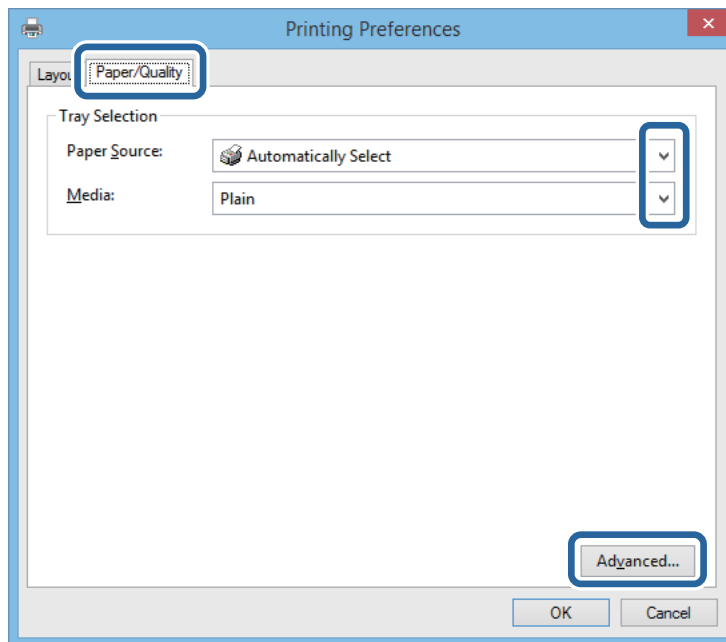 Printing Preferences
Layou Paper/Quality
Tray Selection
Paper Source: Automatically Select
Media: Plain
Advanced...
OK Cancel